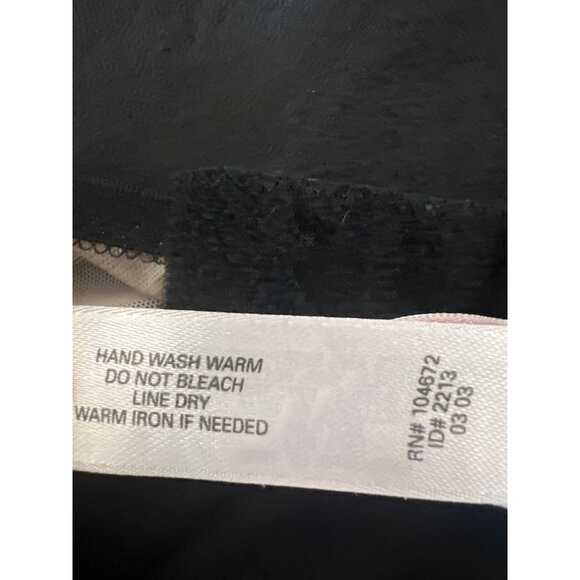 HAND WASH WARM
DO NOT BLEACH
LINE DRY
WARM IRON IF NEEDED
RN# 104672
ID# 2213
03 03